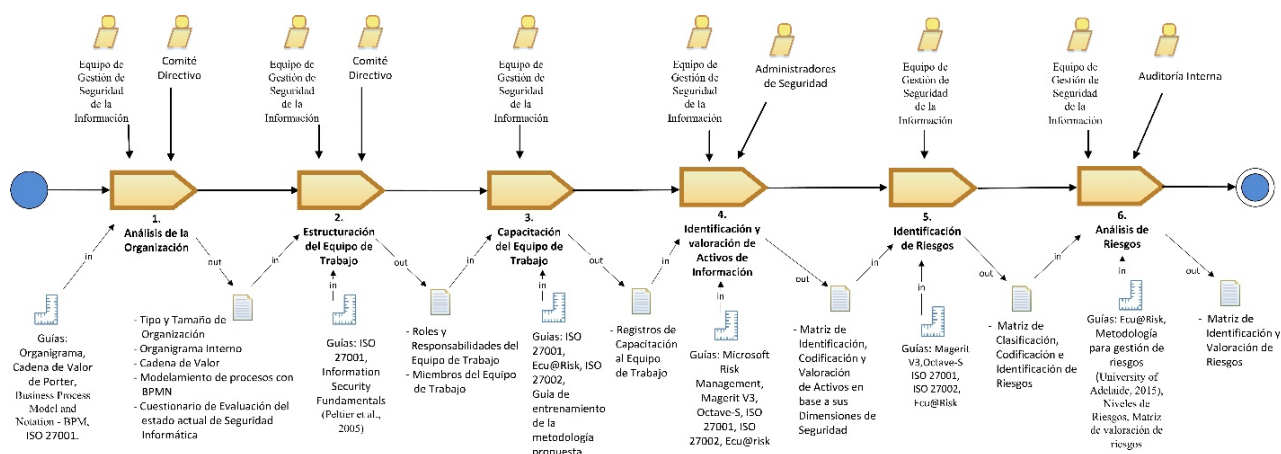 Equipo de
Gestión de
Seguridad
de la
Información
Comité
Directivo
Equipo de
Gestión de
Seguridad
de la
Información
Comité
Directivo
Equipo de
Gestión de
Seguridad
de la
Información
Equipo de
Gestión de
Seguridad
de la
Información
Administradores
de Seguridad
Equipo de
Gestión de
Seguridad
de la
Información
Equipo de
Gestión de
Seguridad
de la
Información
Auditoría Interna
1.
Análisis de la
Organización
2.
Estructuración
del Equipo de
Trabajo
3.
Capacitación
del Equipo de
Trabajo
4.
Identificación y
valoración de
Activos de
Información
5.
Identificación
de Riesgos
6.
Análisis de
Riesgos
in
out
in
in
out
in
in
out
in
in
out
in
in
out
in
in
out
Guías:
Organigrama,
Cadena de Valor
de Porter,
Business Process
Model and
Notation - BPM,
ISO 27001.
- Tipo y Tamaño de
Organización
- Organigrama Interno
- Cadena de Valor
- Modelamiento de procesos con
BPMN
- Cuestionario de Evaluación del
estado actual de Seguridad
Informática
Guías: ISO
27001,
Information
Security
Fundamentals
(Peltier et al.,
2005)
- Roles y
Responsabilidades del
Equipo de Trabajo
- Miembros del Equipo
de Trabajo
Guias: ISO
27001,
Ecu@Risk, ISO
27002,
Guia de
entrenamiento
de la
metodología
propuesta
- Registros de
Capacitación
al Equipo de
Trabajo
Guías: Microsoft
Risk
Management,
Magerit V3,
Octave-S, ISO
27001, ISO
27002, Ecu@risk
- Matriz de
Identificación,
Codificación y
Valoración
de Activos en
base a sus
Dimensiones de
Seguridad
Guías: Magerit
V3,Octave-S
ISO 27001,
ISO 27002,
Ecu@Risk
- Matriz de
Clasificación,
Codificación e
Identificación de
Riesgos
Guías: Ecu@Risk,
Metodología
para gestión de
riesgos
(University of
Adelaide, 2015),
Niveles de
Riesgos, Matriz
de valoración de
riesgos
- Matriz de
Identificación y
Valoración de
Riesgos